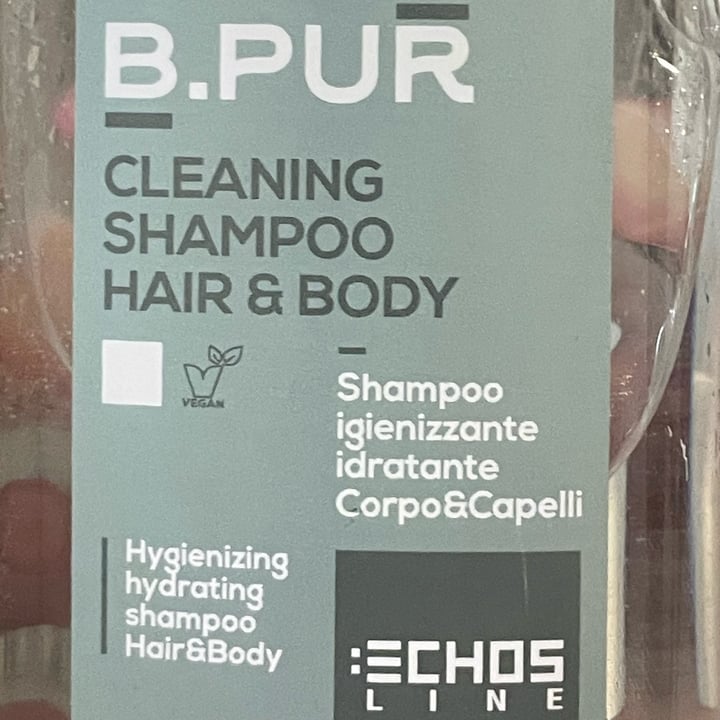 B.PUR
CLEANING
SHAMPOO
HAIR & BODY
VEGAN
Shampoo
igienizzante
idratante
Corpo&Capelli
Hygienizing
hydrating
shampoo
Hair&Body
:ECHOS
LINE